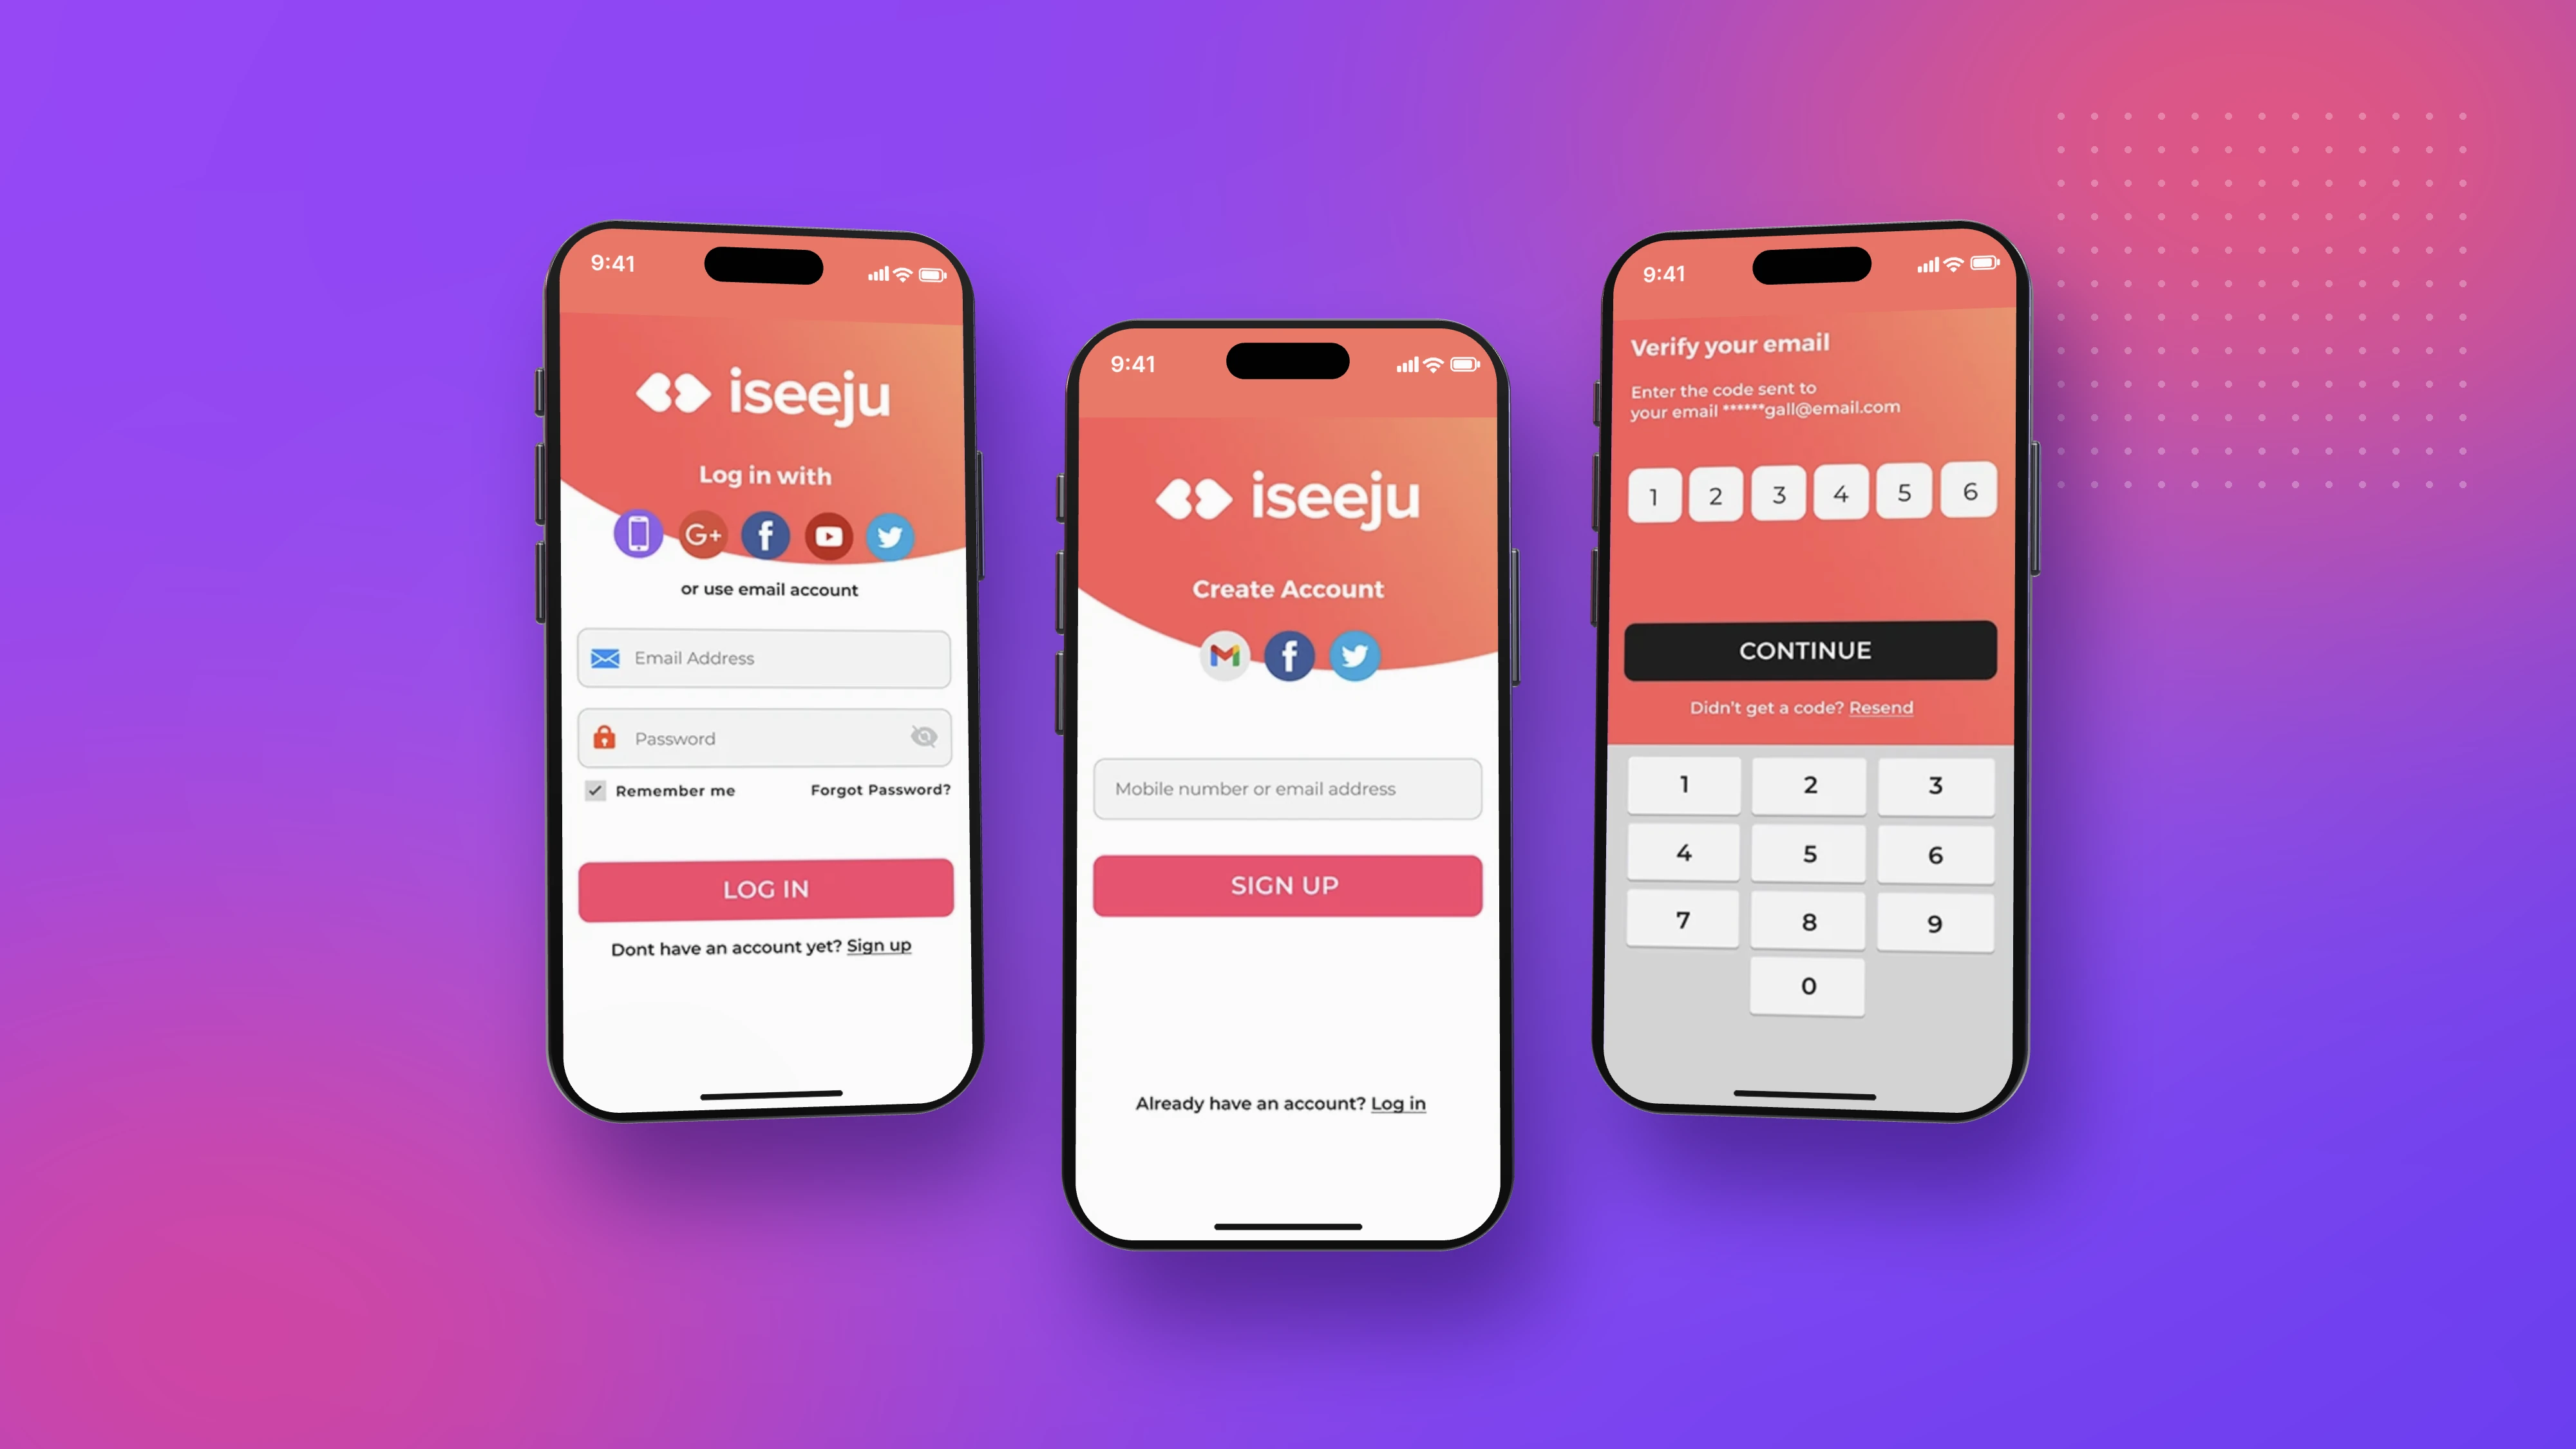 9:41
iseeju
Log in with
G+
or use email account
Email Address
Password
Remember me
Forgot Password?
LOG IN
Dont have an account yet? Sign up
9:41
iseeju
Create Account
Mobile number or email address
SIGN UP
Already have an account? Log in
9:41
Verify your email
Enter the code sent to
your email ******gall@email.com
1 2 3 4 5 6
CONTINUE
Didn't get a code? Resend
1 2 3
4 5 6
7 8 9
0